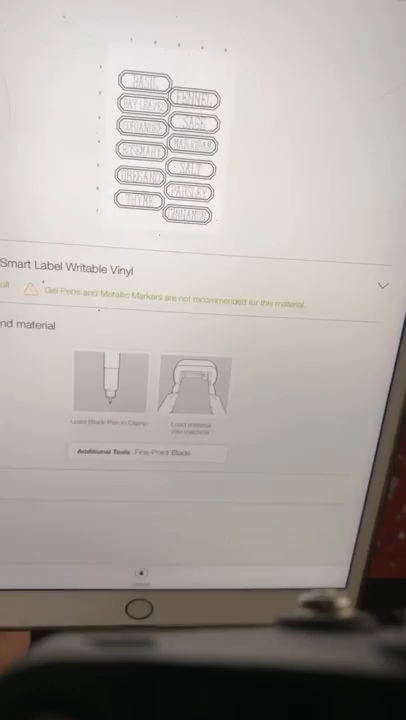 BASIL
FENNEL
BAY LEAVES
SAGE
CORIANDER
MARJORAM
ROSEMARY
SALT
OREGANO
PARSLEY
THYME
Smart Label Writable Vinyl
Gel Pens and Metallic Markers are not recommended for this material.
nd material
Load Black Pen in Clamp
Load material into machine
Additional Tools Fine-Point Blade